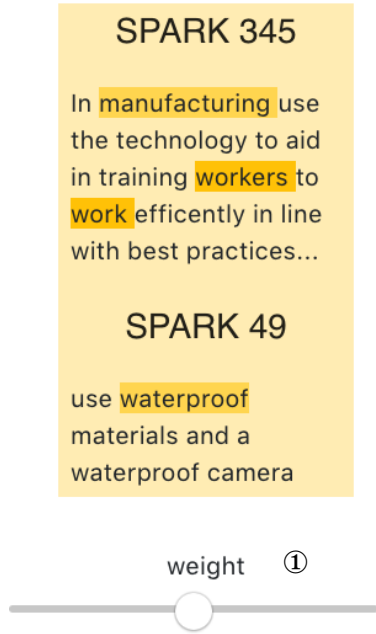 SPARK 345
In manufacturing use
the technology to aid
in training workers to
work efficently in line
with best practices...
SPARK 49
use waterproof
materials and a
waterproof camera
weight ①